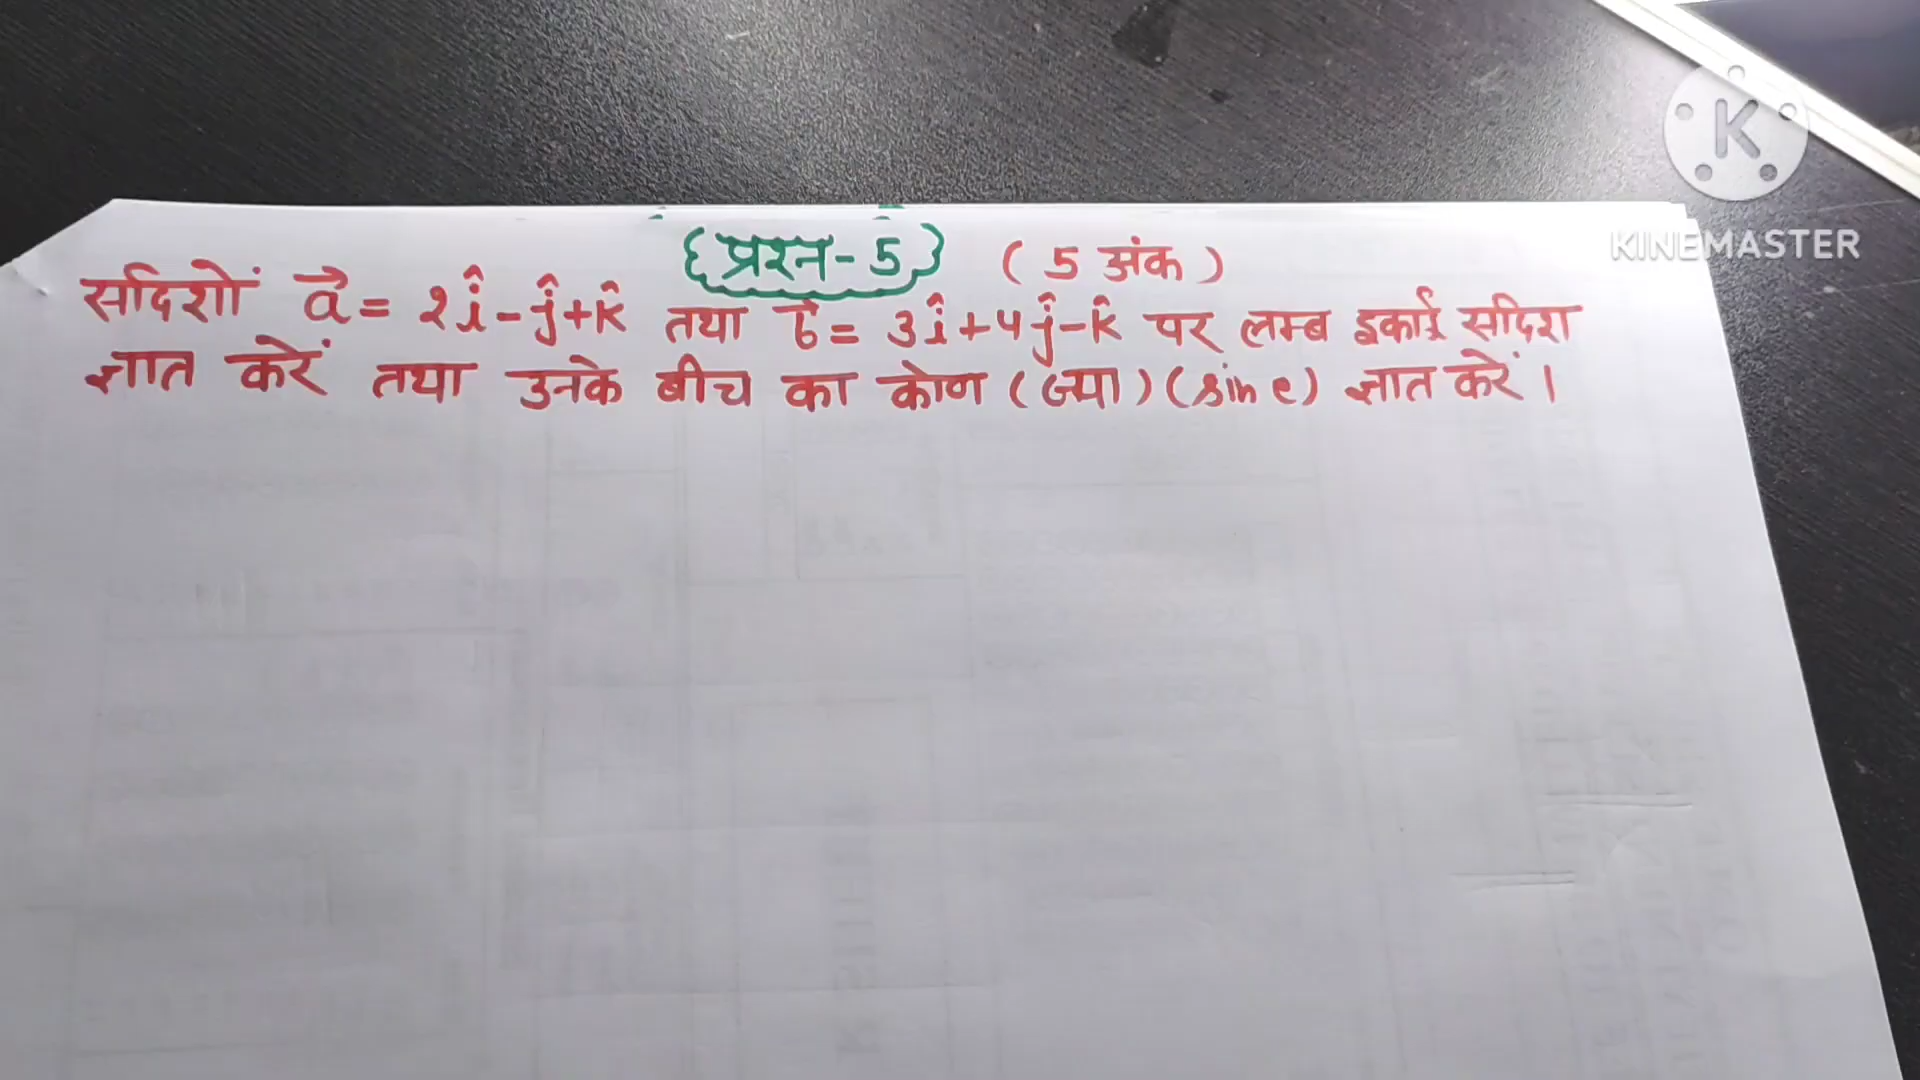 {प्रश्न-5} (5 अंक)
सदिशों a⃗ = 2î-ĵ+k̂ तथा b⃗ = 3î+4ĵ-k̂ पर लम्ब इकाई सदिश
ज्ञात करें तथा उनके बीच का कोण (ज्या) (sin e) ज्ञात करें।
K
KINEMASTER